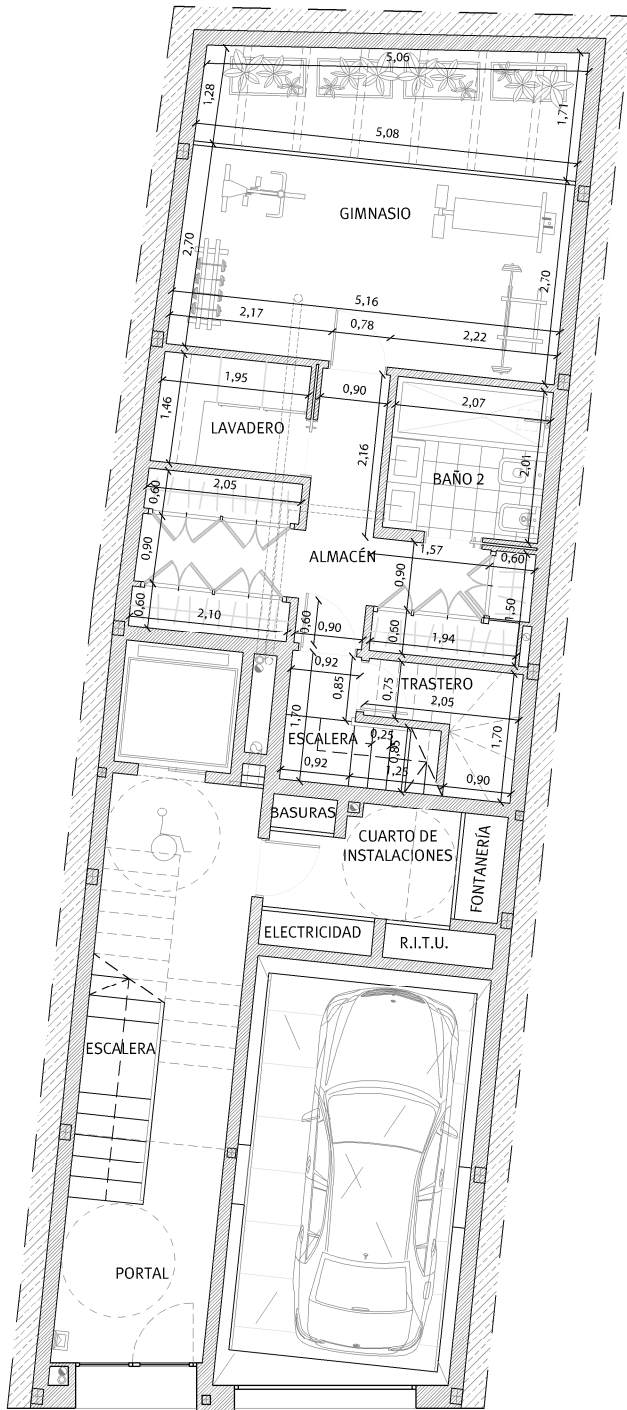 5,06
1,28
1,71
5,08
GIMNASIO
2,70
2,70
5,16
2,17
0,78
2,22
1,95
0,90
2,07
1,46
LAVADERO
2,16
2,01
BAÑO 2
0,60
2,05
ALMACÉN
1,57
0,60
0,90
0,90
1,50
0,60
2,10
0,60
0,90
0,50
1,94
0,92
0,85
0,75
TRASTERO
2,05
1,70
ESCALERA
0,25
0,85
1,25
1,70
0,92
0,90
BASURAS
CUARTO DE
INSTALACIONES
FONTANERÍA
ELECTRICIDAD
R.I.T.U.
ESCALERA
PORTAL